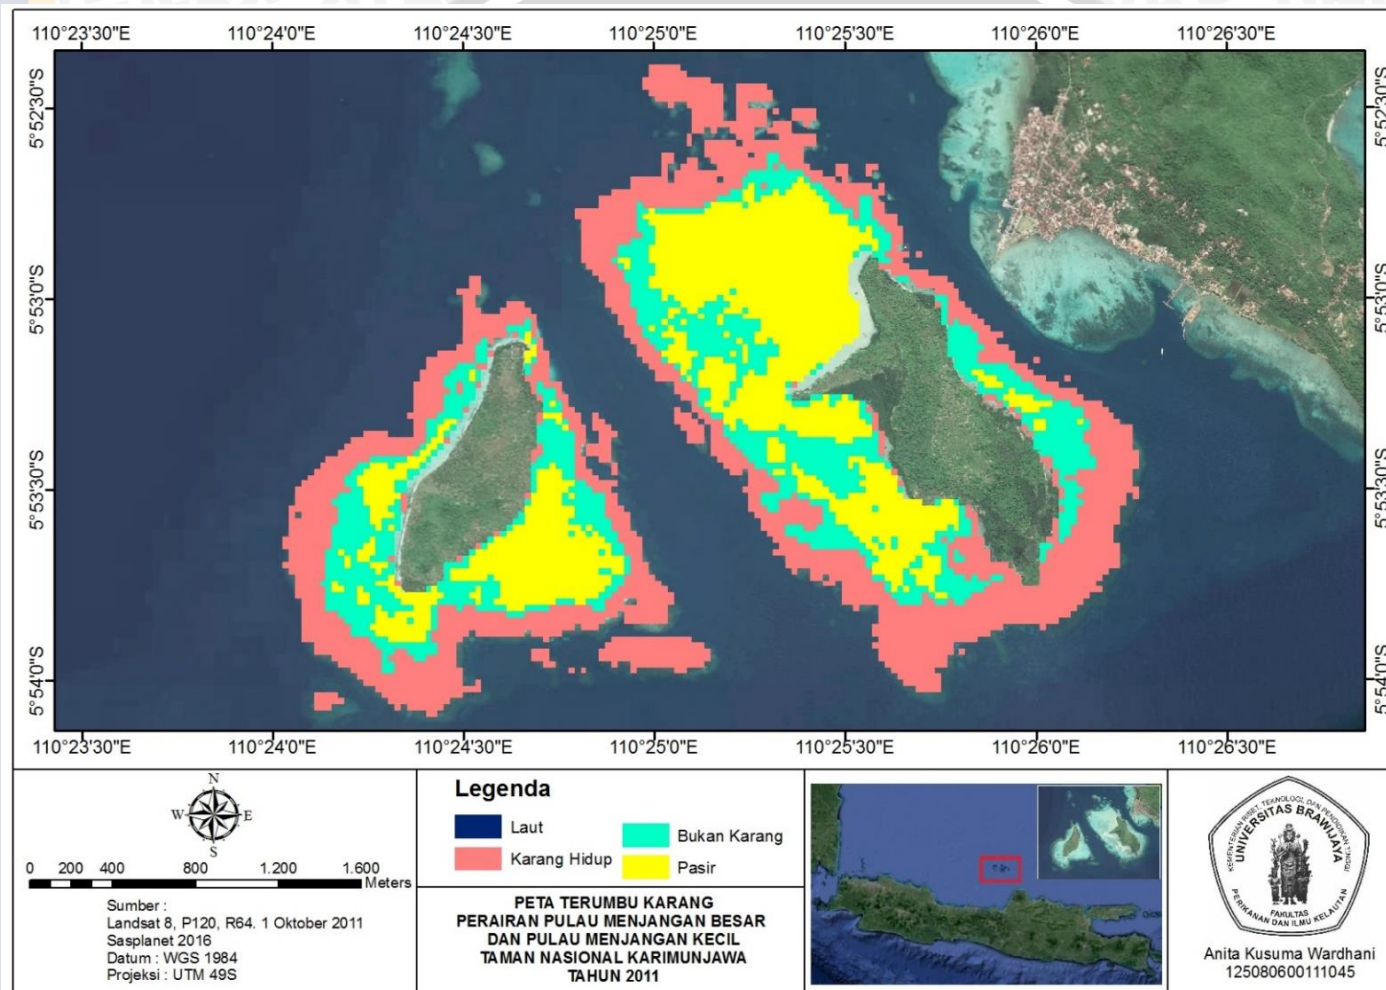 110°23'30"E 110°24'0"E 110°24'30"E 110°25'0"E 110°25'30"E 110°26'0"E 110°26'30"E
5°52'30"S 5°52'30"S
5°53'0"S 5°53'0"S
5°53'30"S 5°53'30"S
5°54'0"S 5°54'0"S
110°23'30"E 110°24'0"E 110°24'30"E 110°25'0"E 110°25'30"E 110°26'0"E 110°26'30"E
N
W E
S
0 200 400 800 1.200 1.600
Meters
Sumber :
Landsat 8, P120, R64. 1 Oktober 2011
Sasplanet 2016
Datum : WGS 1984
Projeksi : UTM 49S
Legenda
Laut
Karang Hidup
Bukan Karang
Pasir
PETA TERUMBU KARANG
PERAIRAN PULAU MENJANGAN BESAR
DAN PULAU MENJANGAN KECIL
TAMAN NASIONAL KARIMUNJAWA
TAHUN 2011
KEMENTERIAN RISET, TEKNOLOGI, DAN PENDIDIKAN TINGGI
UNIVERSITAS BRAWIJAYA
FAKULTAS
PERIKANAN DAN ILMU KELAUTAN
Anita Kusuma Wardhani
125080600111045